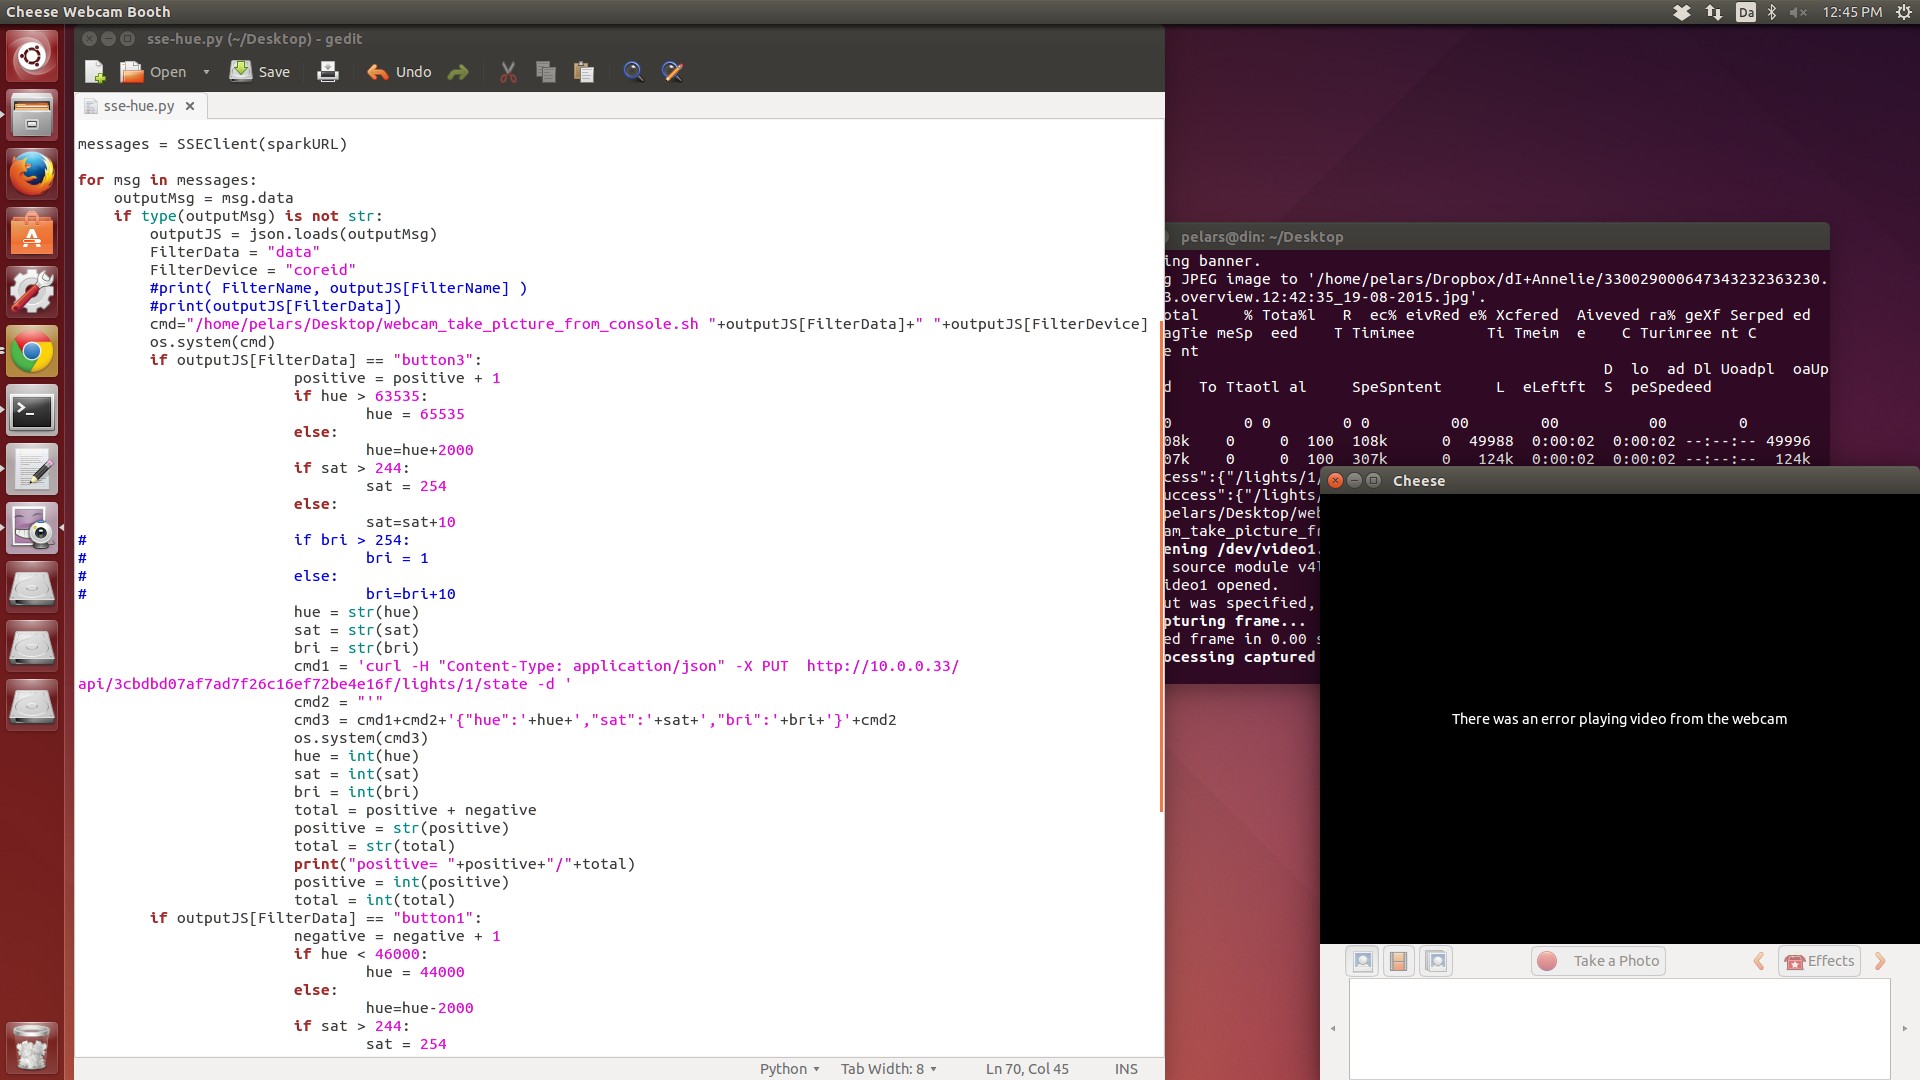 Cheese Webcam Booth
Da
12:45 PM
sse-hue.py (~/Desktop) - gedit
Open
Save
Undo
sse-hue.py
messages = SSEClient(sparkURL)
for msg in messages:
    outputMsg = msg.data
    if type(outputMsg) is not str:
        outputJS = json.loads(outputMsg)
        FilterData = "data"
        FilterDevice = "coreid"
        #print( FilterName, outputJS[FilterName] )
        #print(outputJS[FilterData])
        cmd="/home/pelars/Desktop/webcam_take_picture_from_console.sh "+outputJS[FilterData]+" "+outputJS[FilterDevice]
        os.system(cmd)
        if outputJS[FilterData] == "button3":
                        positive = positive + 1
                        if hue > 63535:
                                hue = 65535
                        else:
                                hue=hue+2000
                        if sat > 244:
                                sat = 254
                        else:
                                sat=sat+10
#                       if bri > 254:
#                               bri = 1
#                       else:
#                               bri=bri+10
                        hue = str(hue)
                        sat = str(sat)
                        bri = str(bri)
                        cmd1 = 'curl -H "Content-Type: application/json" -X PUT  http://10.0.0.33/
api/3cbdbd07af7ad7f26c16ef72be4e16f/lights/1/state -d '
                        cmd2 = "'"
                        cmd3 = cmd1+cmd2+'{"hue":'+hue+',"sat":'+sat+',"bri":'+bri+'}'+cmd2
                        os.system(cmd3)
                        hue = int(hue)
                        sat = int(sat)
                        bri = int(bri)
                        total = positive + negative
                        positive = str(positive)
                        total = str(total)
                        print("positive= "+positive+"/"+total)
                        positive = int(positive)
                        total = int(total)
        if outputJS[FilterData] == "button1":
                        negative = negative + 1
                        if hue < 46000:
                                hue = 44000
                        else:
                                hue=hue-2000
                        if sat > 244:
                                sat = 254
Python
Tab Width: 8
Ln 70, Col 45
INS
pelars@din: ~/Desktop
ing banner.
g JPEG image to '/home/pelars/Dropbox/dI+Annelie/330029000647343232363230.
3.overview.12:42:35_19-08-2015.jpg'.
otal     % Tota%l   R  ec% eivRed e% Xcfered  Aiveved ra% geXf Serped ed
agTie meSp  eed    T Timimee        Ti Tmeim  e    C Turimree nt C
e nt
D  lo  ad Dl Uoadpl  oaUp
d   To Ttaotl al     SpeSpntent      L  eLeftft  S  peSpedeed
0        0 0        0 0         00        00          00        0
08k    0     0  100  108k      0  49988  0:00:02  0:00:02 --:--:-- 49996
07k    0     0  100  307k      0   124k  0:00:02  0:00:02 --:--:--  124k
cess":{"/lights/1/
uccess":{"/lights/
pelars/Desktop/web
am_take_picture_fr
ening /dev/video1.
source module v4l
ideo1 opened.
ut was specified,
pturing frame...
ed frame in 0.00 s
ocessing captured
Cheese
There was an error playing video from the webcam
Take a Photo
Effects